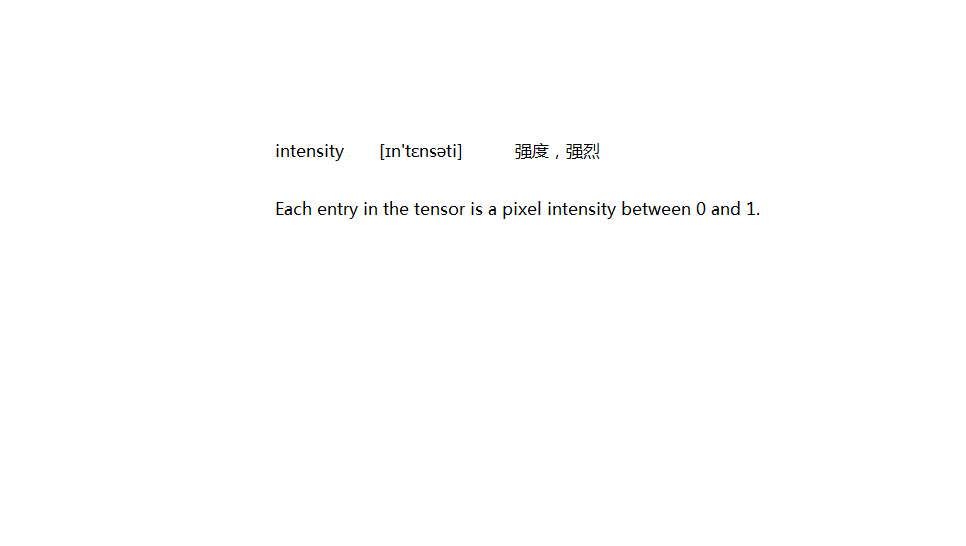 intensity [ɪn'tɛnsəti] 强度，强烈
Each entry in the tensor is a pixel intensity between 0 and 1.